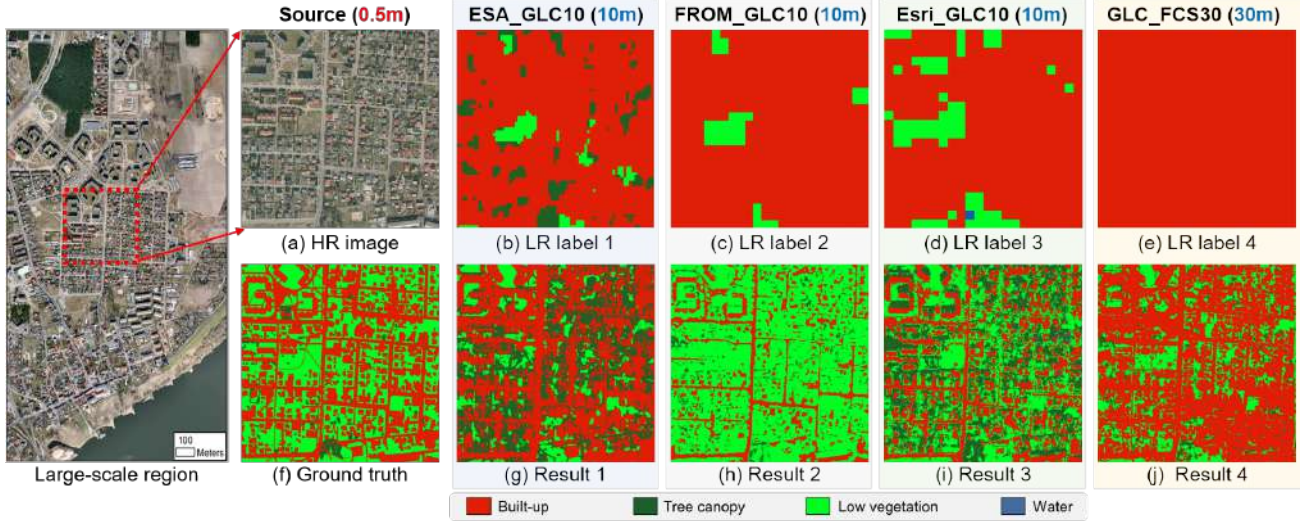 Source (0.5m)
ESA_GLC10 (10m)
FROM_GLC10 (10m)
Esri_GLC10 (10m)
GLC_FCS30 (30m)
(a) HR image
(b) LR label 1
(c) LR label 2
(d) LR label 3
(e) LR label 4
100
Meters
Large-scale region
(f) Ground truth
(g) Result 1
(h) Result 2
(i) Result 3
(j) Result 4
Built-up
Tree canopy
Low vegetation
Water